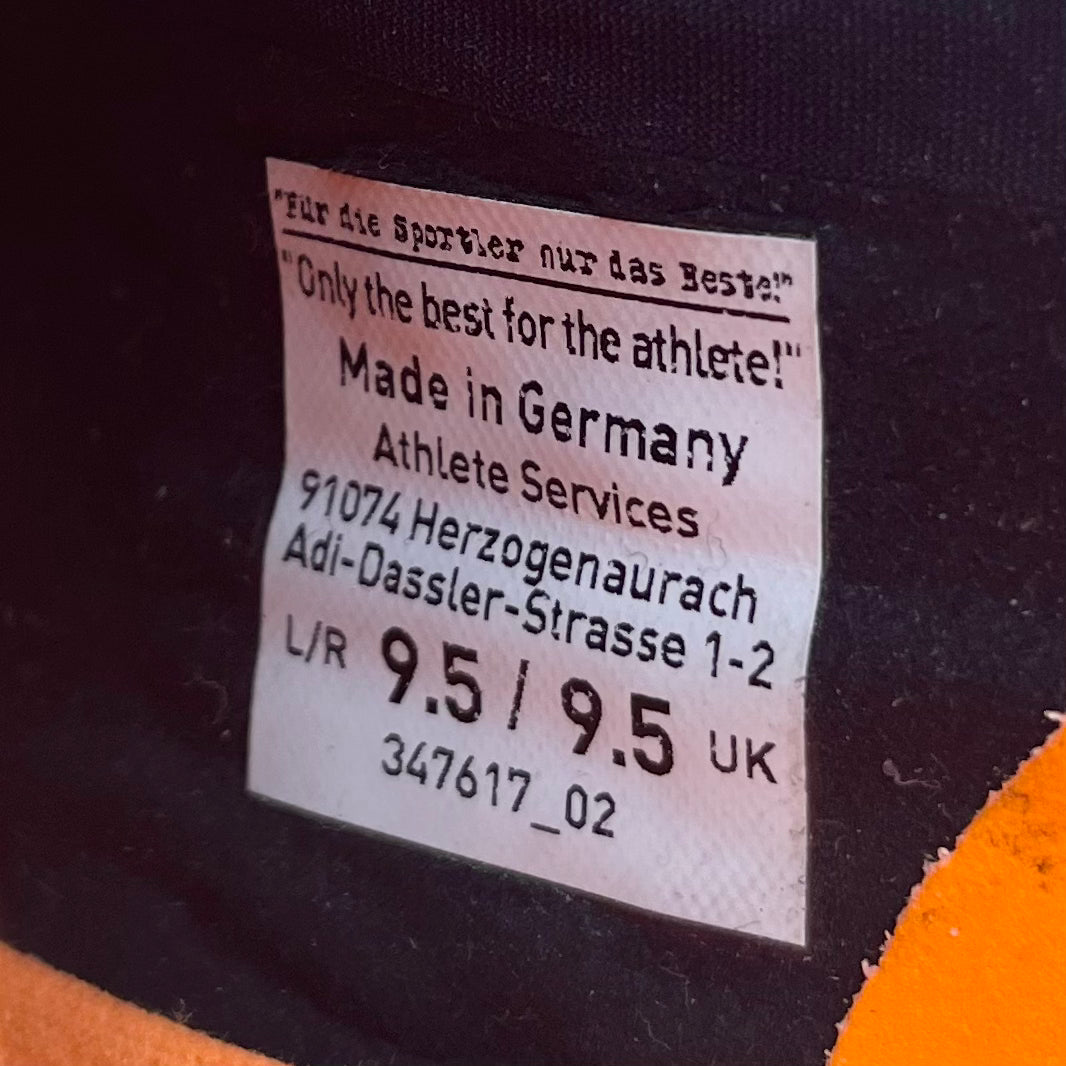 "Für die Sportler nur das Beste!"
"Only the best for the athlete!"
Made in Germany
Athlete Services
91074 Herzogenaurach
Adi-Dassler-Strasse 1-2
L/R 9.5 / 9.5 UK
347617_02